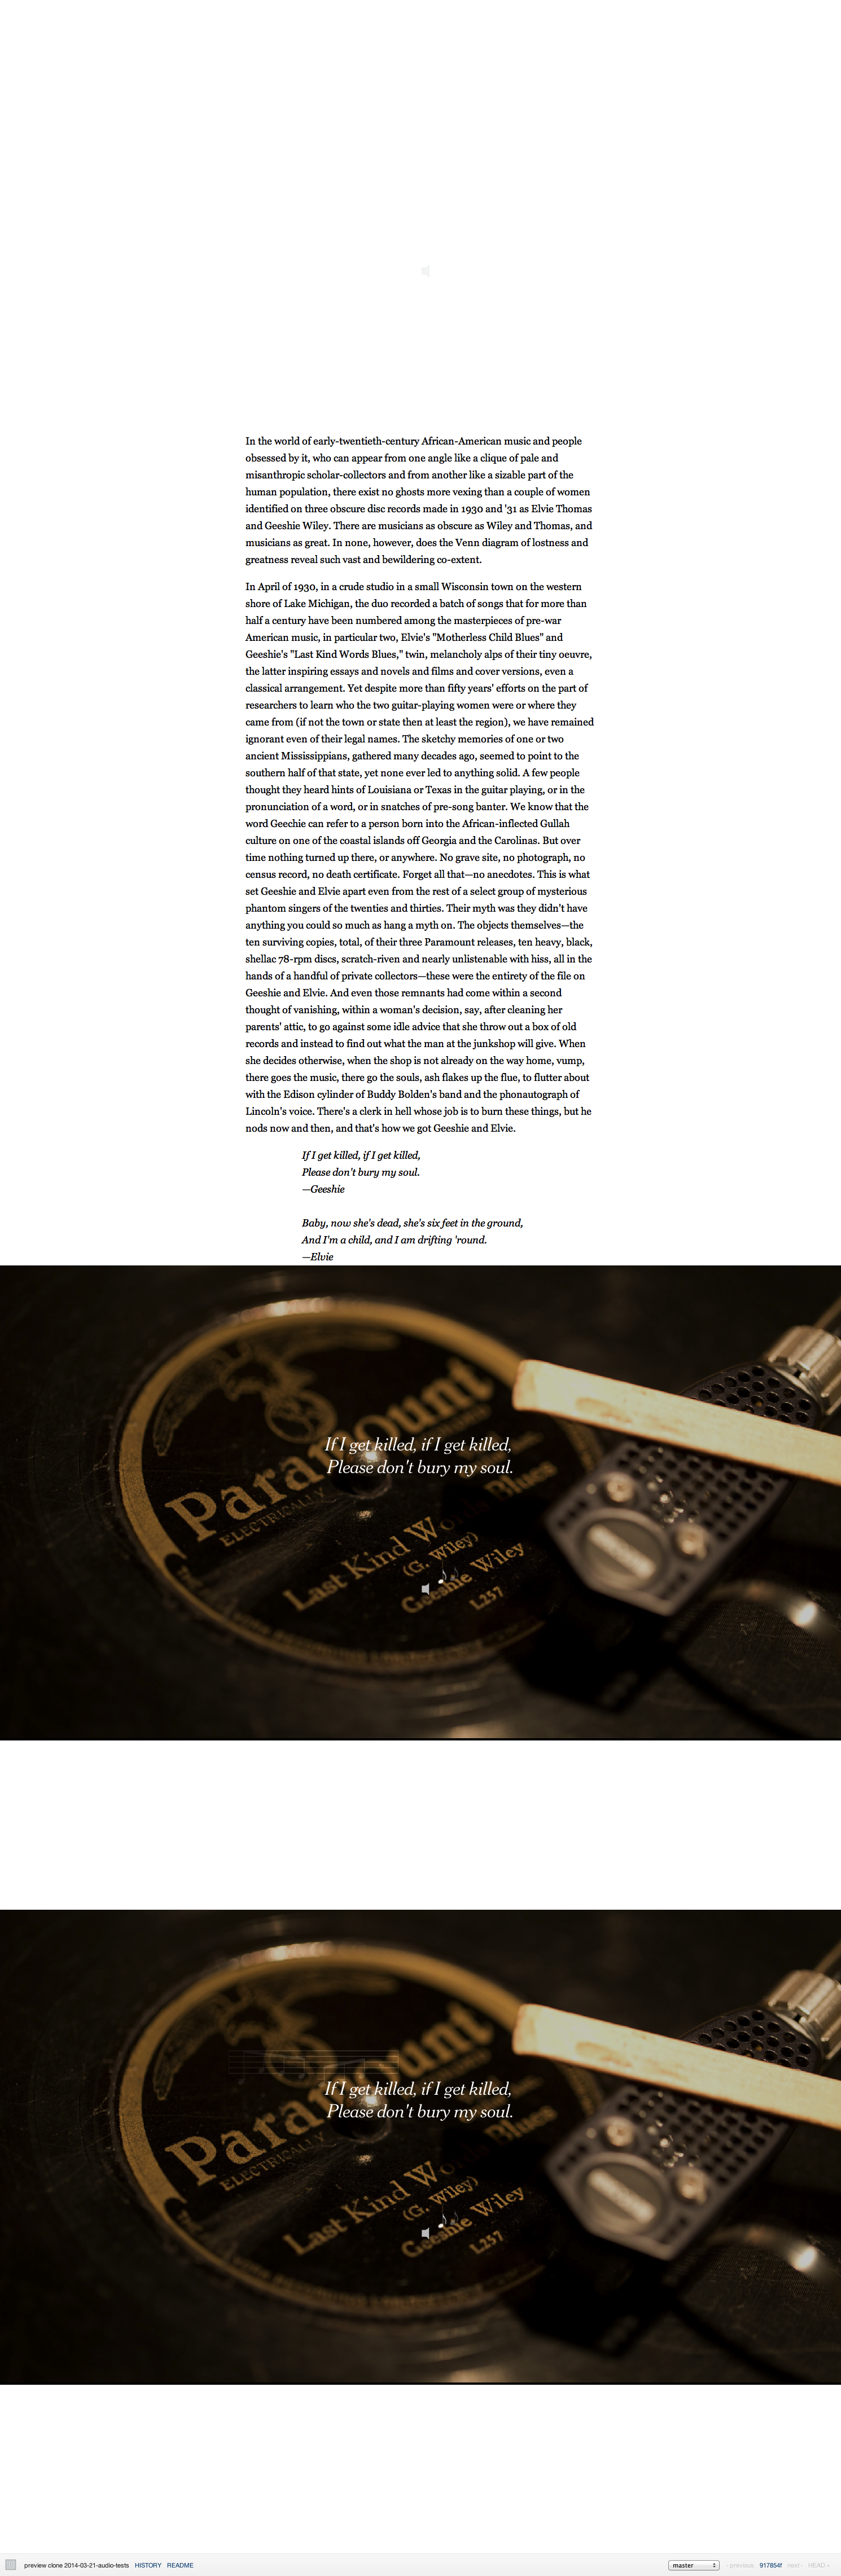 In the world of early-twentieth-century African-American music and people
obsessed by it, who can appear from one angle like a clique of pale and
misanthropic scholar-collectors and from another like a sizable part of the
human population, there exist no ghosts more vexing than a couple of women
identified on three obscure disc records made in 1930 and '31 as Elvie Thomas
and Geeshie Wiley. There are musicians as obscure as Wiley and Thomas, and
musicians as great. In none, however, does the Venn diagram of lostness and
greatness reveal such vast and bewildering co-extent.
In April of 1930, in a crude studio in a small Wisconsin town on the western
shore of Lake Michigan, the duo recorded a batch of songs that for more than
half a century have been numbered among the masterpieces of pre-war
American music, in particular two, Elvie's "Motherless Child Blues" and
Geeshie's "Last Kind Words Blues," twin, melancholy alps of their tiny oeuvre,
the latter inspiring essays and novels and films and cover versions, even a
classical arrangement. Yet despite more than fifty years' efforts on the part of
researchers to learn who the two guitar-playing women were or where they
came from (if not the town or state then at least the region), we have remained
ignorant even of their legal names. The sketchy memories of one or two
ancient Mississippians, gathered many decades ago, seemed to point to the
southern half of that state, yet none ever led to anything solid. A few people
thought they heard hints of Louisiana or Texas in the guitar playing, or in the
pronunciation of a word, or in snatches of pre-song banter. We know that the
word Geechie can refer to a person born into the African-inflected Gullah
culture on one of the coastal islands off Georgia and the Carolinas. But over
time nothing turned up there, or anywhere. No grave site, no photograph, no
census record, no death certificate. Forget all that—no anecdotes. This is what
set Geeshie and Elvie apart even from the rest of a select group of mysterious
phantom singers of the twenties and thirties. Their myth was they didn't have
anything you could so much as hang a myth on. The objects themselves—the
ten surviving copies, total, of their three Paramount releases, ten heavy, black,
shellac 78-rpm discs, scratch-riven and nearly unlistenable with hiss, all in the
hands of a handful of private collectors—these were the entirety of the file on
Geeshie and Elvie. And even those remnants had come within a second
thought of vanishing, within a woman's decision, say, after cleaning her
parents' attic, to go against some idle advice that she throw out a box of old
records and instead to find out what the man at the junkshop will give. When
she decides otherwise, when the shop is not already on the way home, vump,
there goes the music, there go the souls, ash flakes up the flue, to flutter about
with the Edison cylinder of Buddy Bolden's band and the phonautograph of
Lincoln's voice. There's a clerk in hell whose job is to burn these things, but he
nods now and then, and that's how we got Geeshie and Elvie.
If I get killed, if I get killed,
Please don't bury my soul.
—Geeshie
Baby, now she's dead, she's six feet in the ground,
And I'm a child, and I am drifting 'round.
—Elvie
Paramount
ELECTRICALLY
If I get killed, if I get killed,
Please don't bury my soul.
Last Kind Wo Blues
(G. Wiley)
Geeshie Wiley
L257
Paramount
ELECTRICALLY
If I get killed, if I get killed,
Please don't bury my soul.
Last Kind Wo Blues
(G. Wiley)
Geeshie Wiley
L257
preview clone 2014-03-21-audio-tests HISTORY README master ‹ previous 917854f next › HEAD »